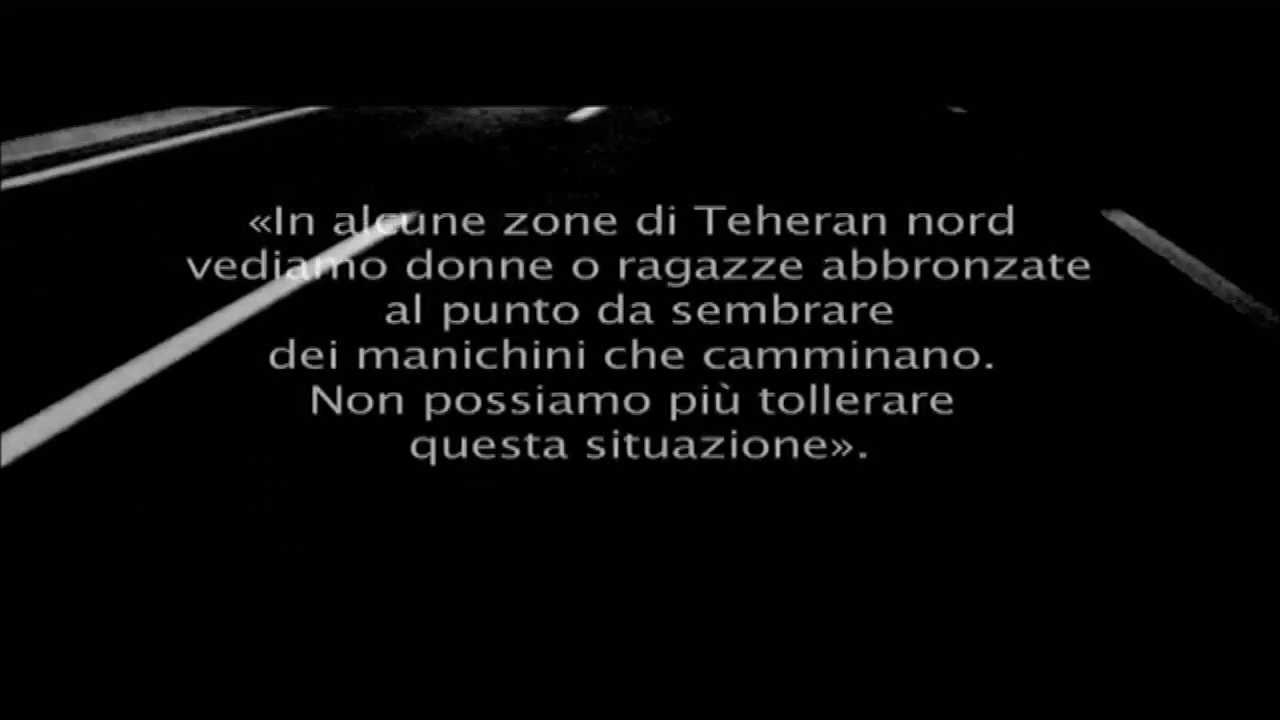 «In alcune zone di Teheran nord
vediamo donne o ragazze abbronzate
al punto da sembrare
dei manichini che camminano.
Non possiamo più tollerare
questa situazione».